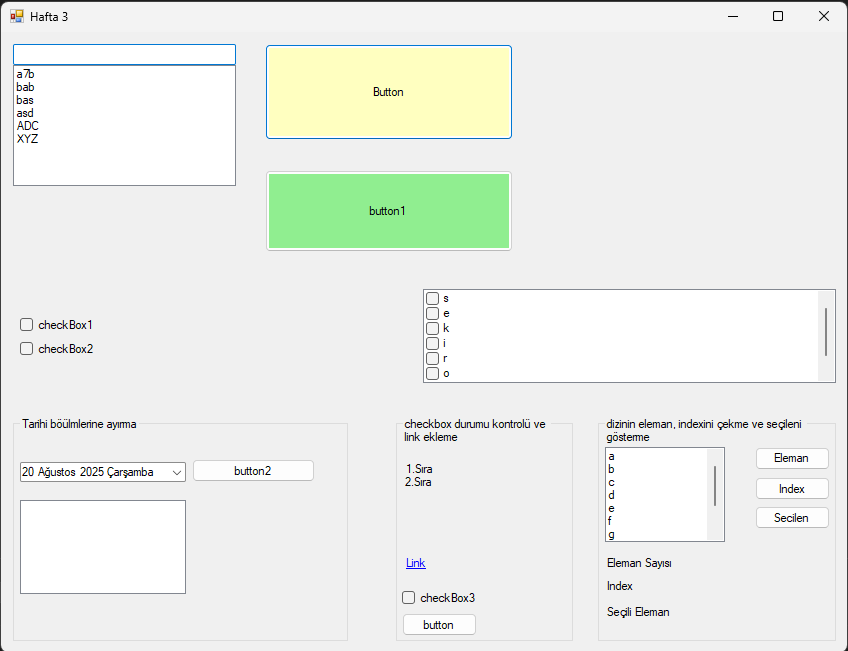 Hafta 3
a7b
bab
bas
asd
ADC
XYZ
Button
button1
checkBox1
checkBox2
s
e
k
i
r
o
Tarihi böülmlerine ayırma
20 Ağustos 2025 Çarşamba
button2
checkbox durumu kontrolü ve
link ekleme
1.Sıra
2.Sıra
Link
checkBox3
button
dizinin eleman, indexini çekme ve seçileni
gösterme
a
b
c
d
e
f
g
Eleman
Index
Secilen
Eleman Sayısı
Index
Seçili Eleman